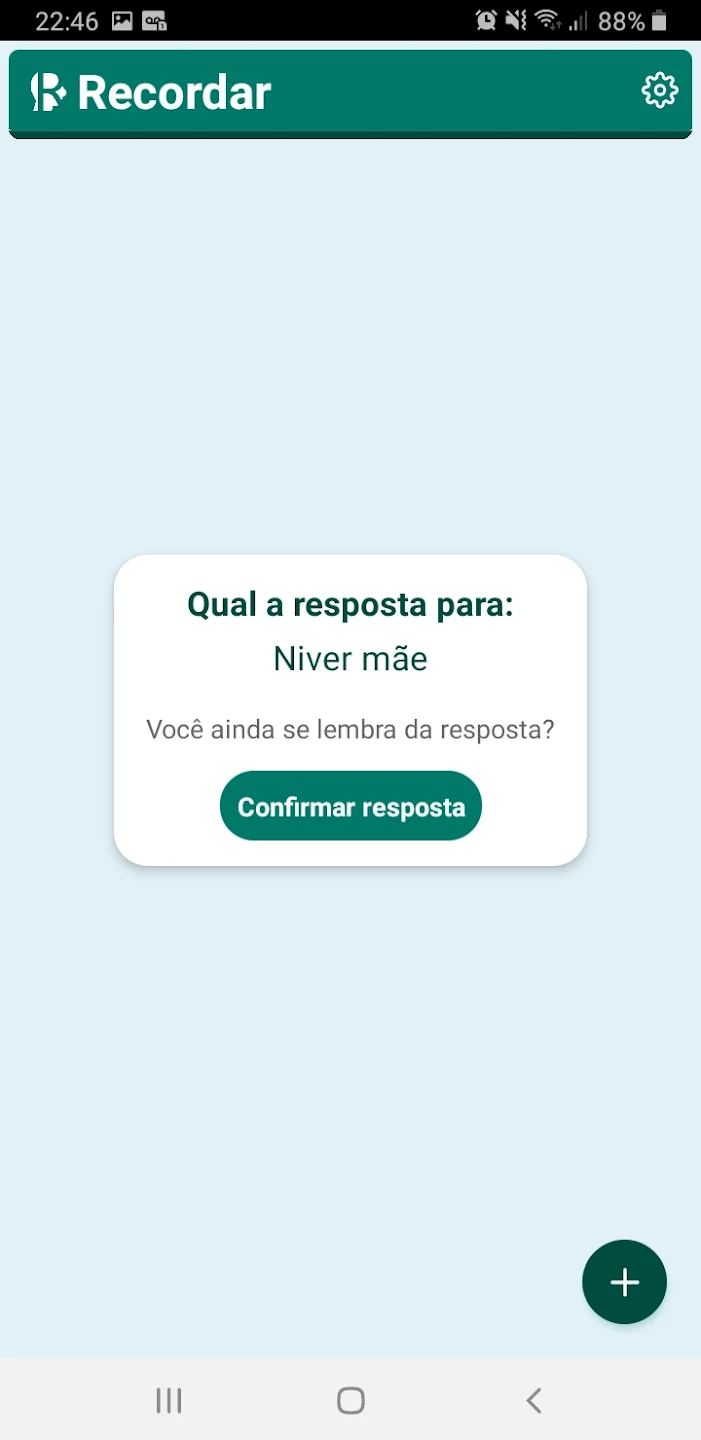 22:46
88%
Recordar
Qual a resposta para:
Niver mãe
Você ainda se lembra da resposta?
Confirmar resposta